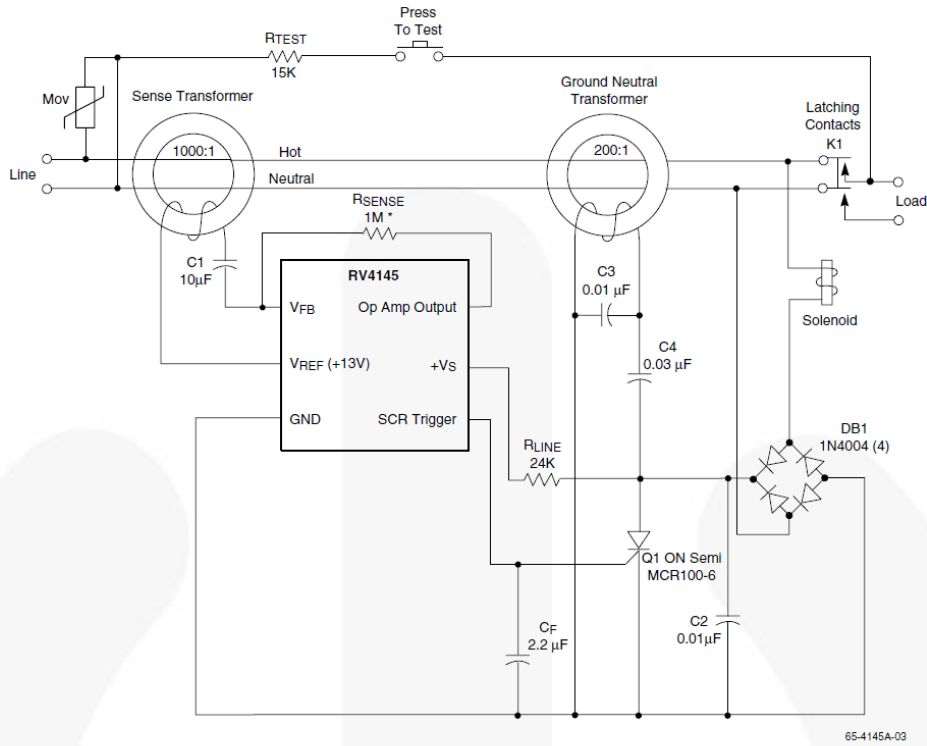 Press
To Test
RTEST
15K
Mov
Sense Transformer
Ground Neutral
Transformer
Latching
Contacts
K1
1000:1
Hot
200:1
Line
Neutral
Load
RSENSE
1M *
C1
10μF
RV4145
VFB
Op Amp Output
VREF (+13V)
+VS
GND
SCR Trigger
C3
0.01 μF
Solenoid
C4
0.03 μF
RLINE
24K
DB1
1N4004 (4)
Q1 ON Semi
MCR100-6
CF
2.2 μF
C2
0.01μF
65-4145A-03